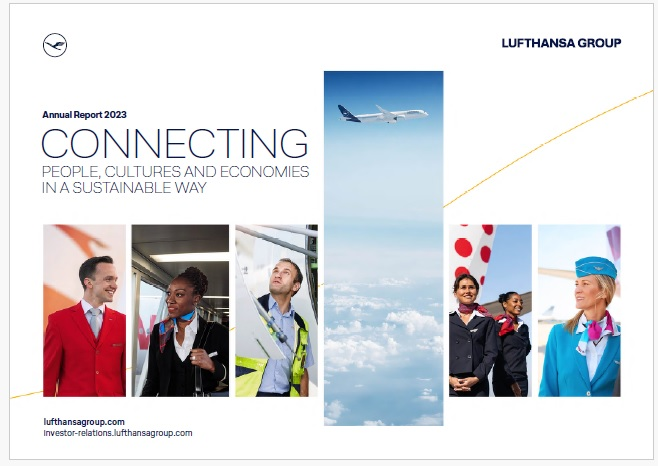 LUFTHANSA GROUP
Annual Report 2023
CONNECTING
PEOPLE, CULTURES AND ECONOMIES
IN A SUSTAINABLE WAY
lufthansagroup.com
investor-relations.lufthansagroup.com